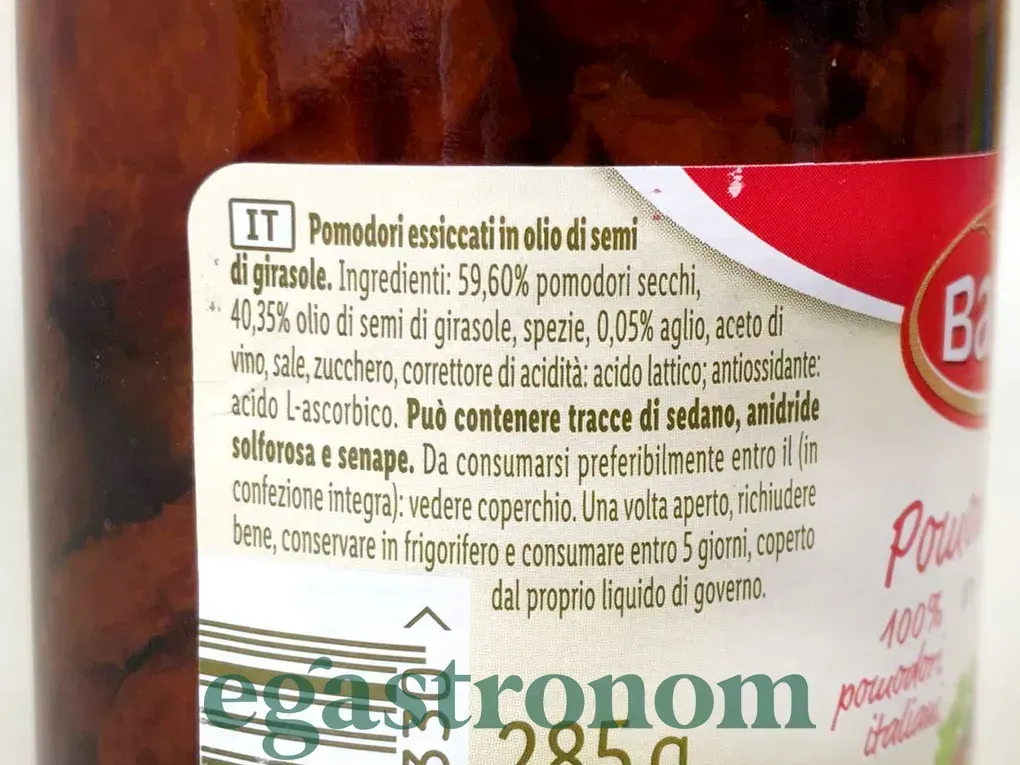 IT Pomodori essiccati in olio di semi
di girasole. Ingredienti: 59,60% pomodori secchi,
40,35% olio di semi di girasole, spezie, 0,05% aglio, aceto di
vino, sale, zucchero, correttore di acidità: acido lattico; antiossidante:
acido L-ascorbico. Può contenere tracce di sedano, anidride
solforosa e senape. Da consumarsi preferibilmente entro il (in
confezione integra): vedere coperchio. Una volta aperto, richiudere
bene, conservare in frigorifero e consumare entro 5 giorni, coperto
dal proprio liquido di governo.
Ba
100%
pomodori
italiani
egastronom
285 g